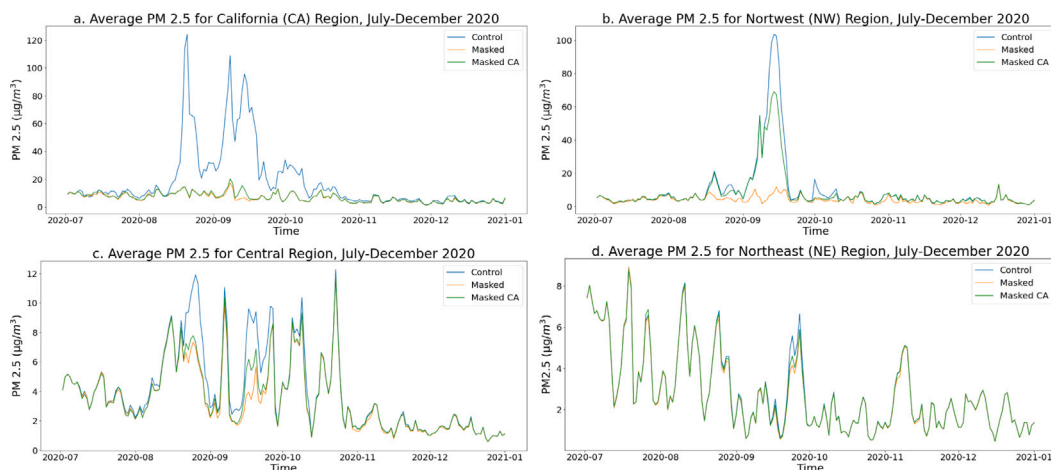 a. Average PM 2.5 for California (CA) Region, July-December 2020
Control
Masked
Masked CA
PM 2.5 (μg/m³)
120
100
80
60
40
20
0
2020-07 2020-08 2020-09 2020-10 2020-11 2020-12 2021-01
Time
b. Average PM 2.5 for Nortwest (NW) Region, July-December 2020
Control
Masked
Masked CA
PM 2.5 (μg/m³)
100
80
60
40
20
0
2020-07 2020-08 2020-09 2020-10 2020-11 2020-12 2021-01
Time
c. Average PM 2.5 for Central Region, July-December 2020
Control
Masked
Masked CA
PM 2.5 (μg/m³)
12
10
8
6
4
2
0
2020-07 2020-08 2020-09 2020-10 2020-11 2020-12 2021-01
Time
d. Average PM 2.5 for Northeast (NE) Region, July-December 2020
Control
Masked
Masked CA
PM2.5 (μg/m³)
8
6
4
2
2020-07 2020-08 2020-09 2020-10 2020-11 2020-12 2021-01
Time